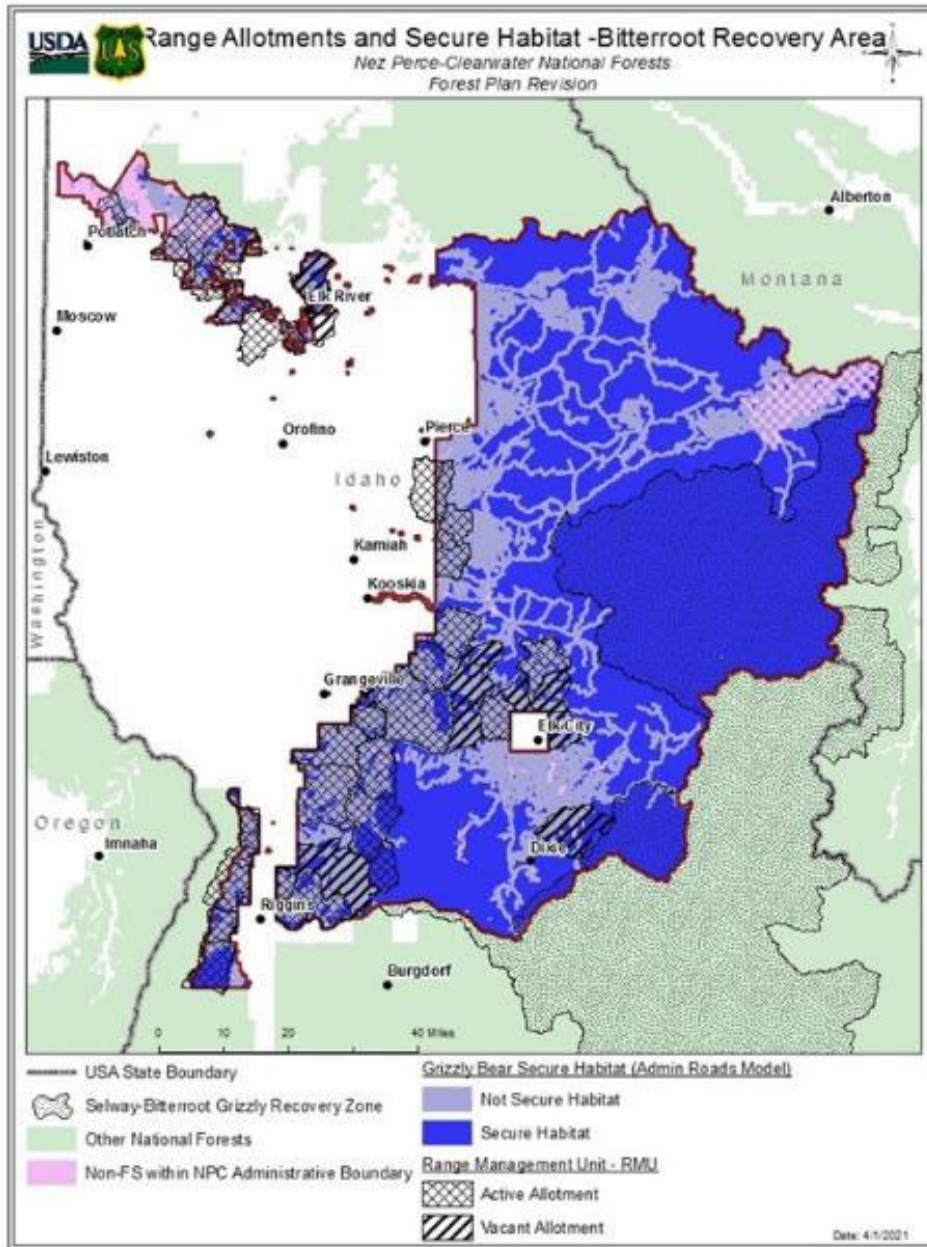 USDA
UAS
Range Allotments and Secure Habitat -Bitterroot Recovery Area
Nez Perce-Clearwater National Forests
Forest Plan Revision
Alberton
Potlatch
Montana
Elk River
Moscow
Orofino
Pierce
Lewiston
Idaho
Kamiah
Washington
Kooskia
Grangeville
Elk City
Oregon
Imnaha
Dixie
Riggins
Burgdorf
0 20 40 Miles
USA State Boundary
Selway-Bitterroot Grizzly Recovery Zone
Other National Forests
Non-FS within NPC Administrative Boundary
Grizzly Bear Secure Habitat (Admin Roads Model)
Not Secure Habitat
Secure Habitat
Range Management Unit - RMU
Active Allotment
Vacant Allotment
Date: 4/1/2021